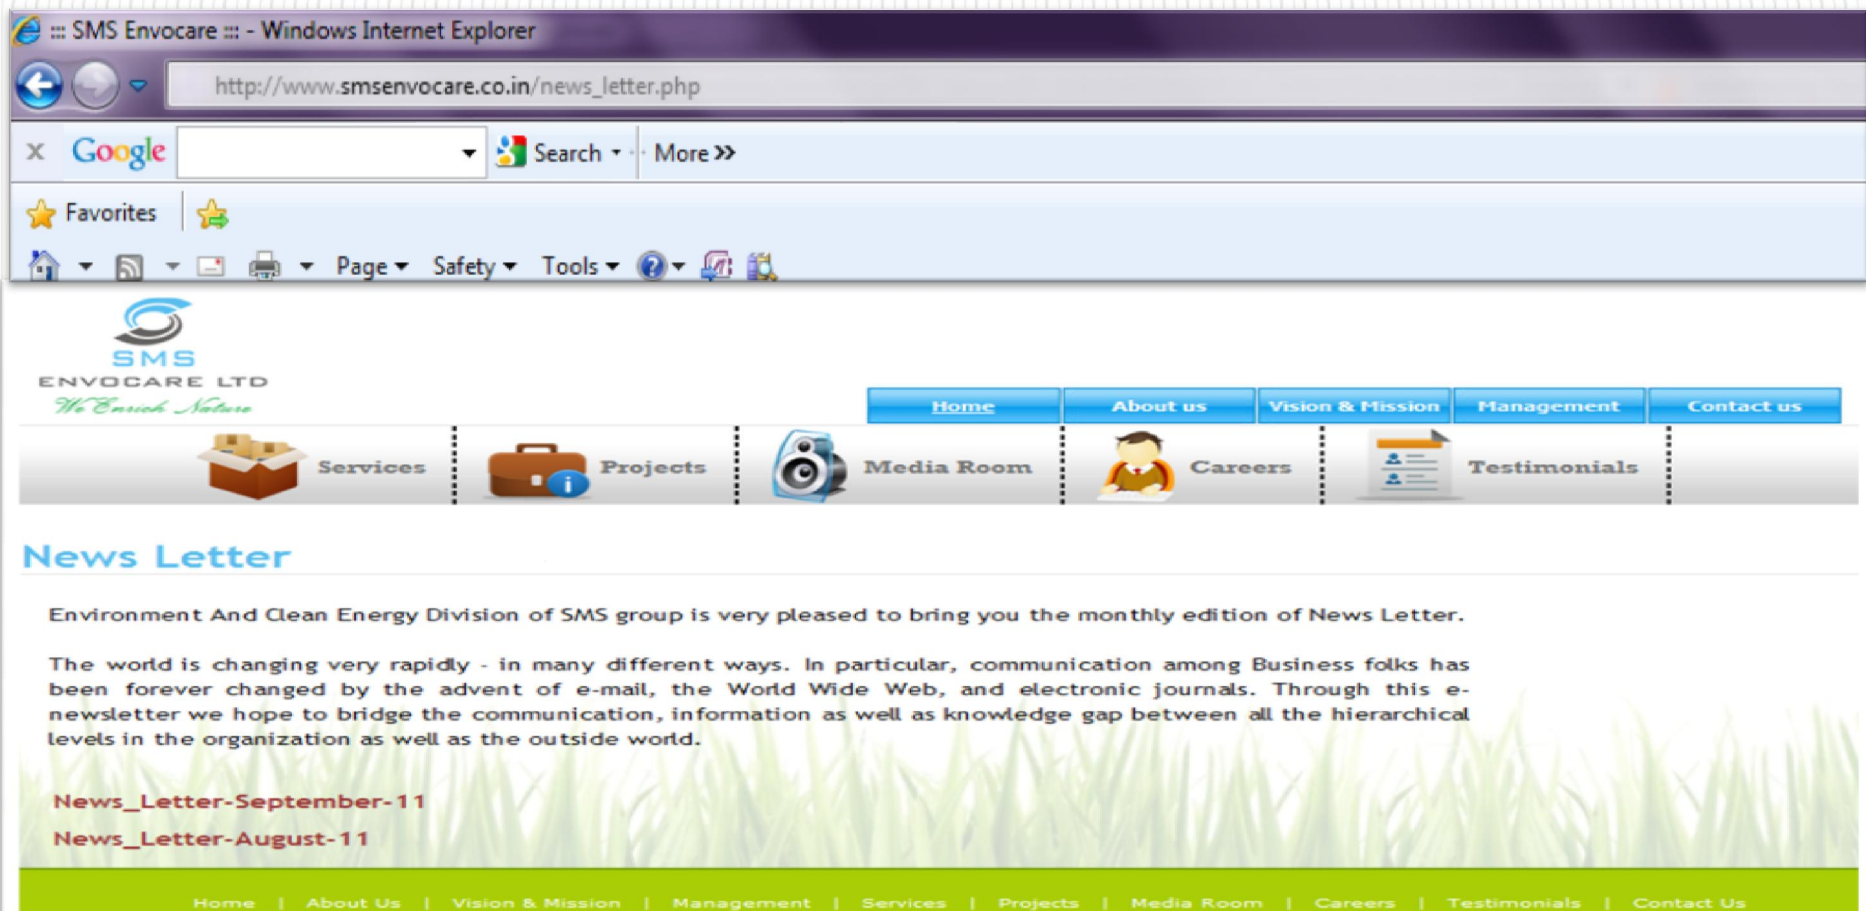 ::: SMS Envocare ::: - Windows Internet Explorer
http://www.smsenvocare.co.in/news_letter.php
x Google Search More >>
Favorites
Page Safety Tools
SMS
ENVOCARE LTD
We Enrich Nature
Home About us Vision & Mission Management Contact us
Services Projects Media Room Careers Testimonials
News Letter
Environment And Clean Energy Division of SMS group is very pleased to bring you the monthly edition of News Letter.
The world is changing very rapidly - in many different ways. In particular, communication among Business folks has
been forever changed by the advent of e-mail, the World Wide Web, and electronic journals. Through this e-
newsletter we hope to bridge the communication, information as well as knowledge gap between all the hierarchical
levels in the organization as well as the outside world.
News_Letter-September-11
News_Letter-August-11
Home | About Us | Vision & Mission | Management | Services | Projects | Media Room | Careers | Testimonials | Contact Us